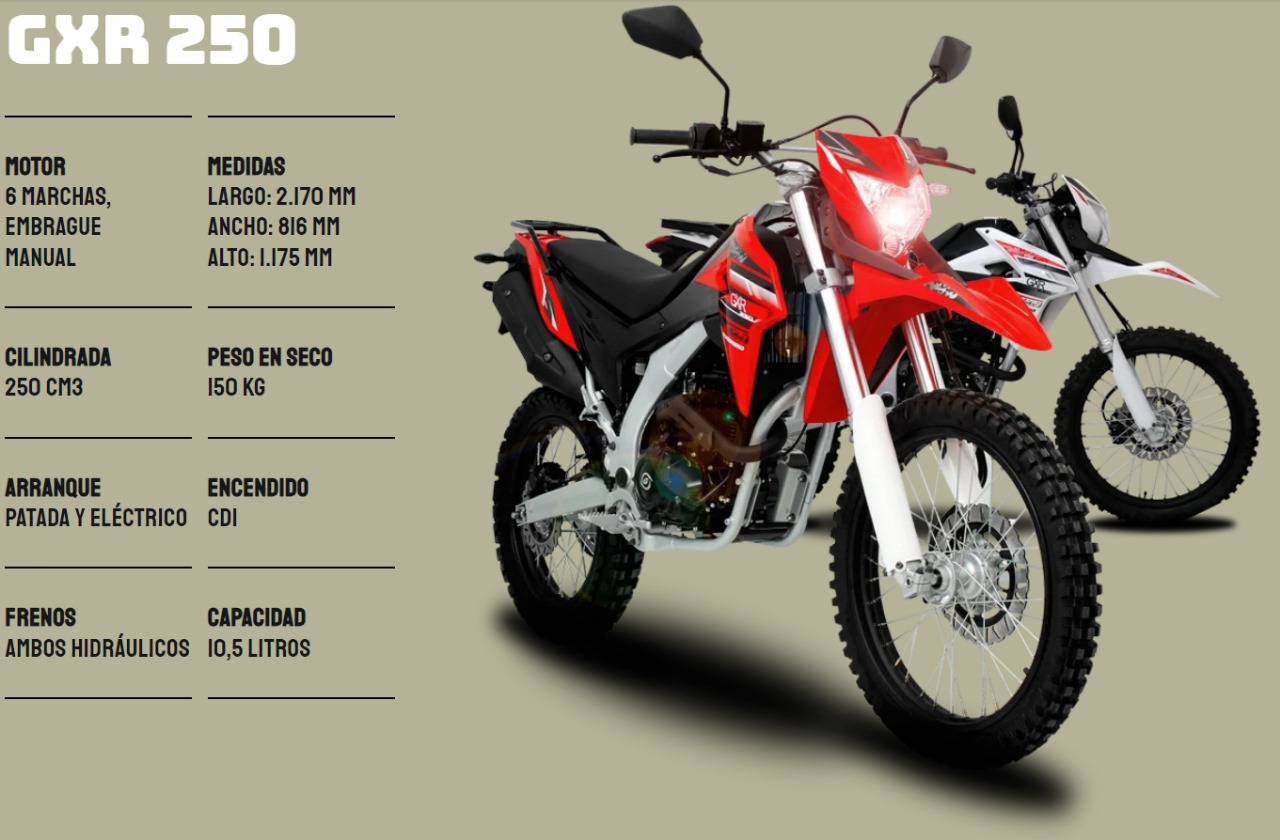 GXR 250
MOTOR
6 MARCHAS,
EMBRAGUE
MANUAL
MEDIDAS
LARGO: 2.170 MM
ANCHO: 816 MM
ALTO: 1.175 MM
CILINDRADA
250 CM3
PESO EN SECO
150 KG
ARRANQUE
PATADA Y ELÉCTRICO
ENCENDIDO
CDI
FRENOS
AMBOS HIDRÁULICOS
CAPACIDAD
10,5 LITROS
GXR
GXR